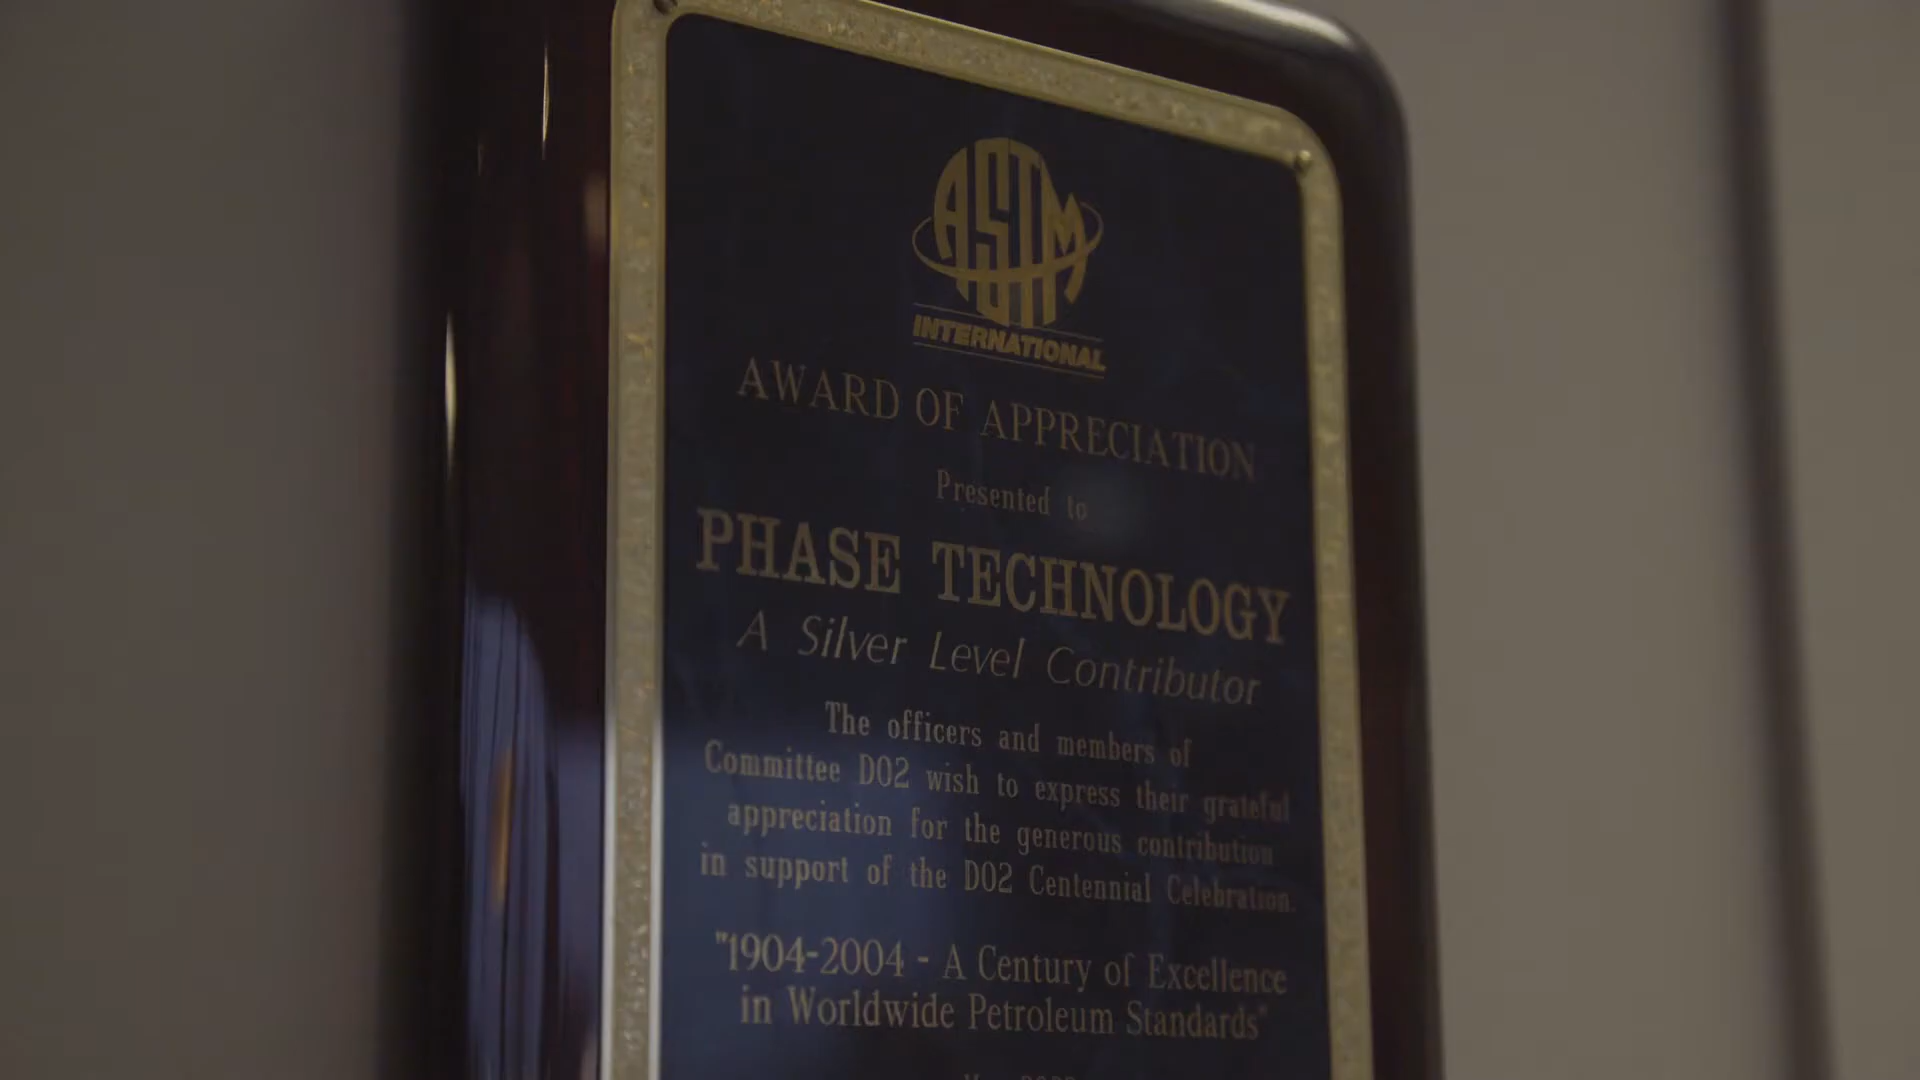 ASTM
INTERNATIONAL
AWARD OF APPRECIATION
Presented to
PHASE TECHNOLOGY
A Silver Level Contributor
The officers and members of
Committee D02 wish to express their grateful
appreciation for the generous contribution
in support of the D02 Centennial Celebration.
"1904-2004 - A Century of Excellence
in Worldwide Petroleum Standards"